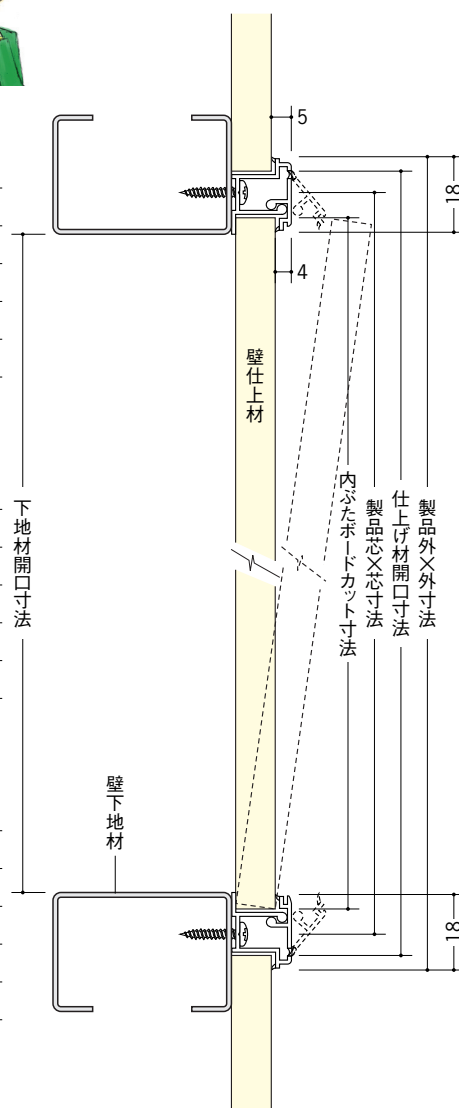 5
18
4
壁仕上材
下地材開口寸法
内ぶたボードカット寸法
製品芯×芯寸法
仕上げ材開口寸法
製品外×外寸法
壁下地材
18